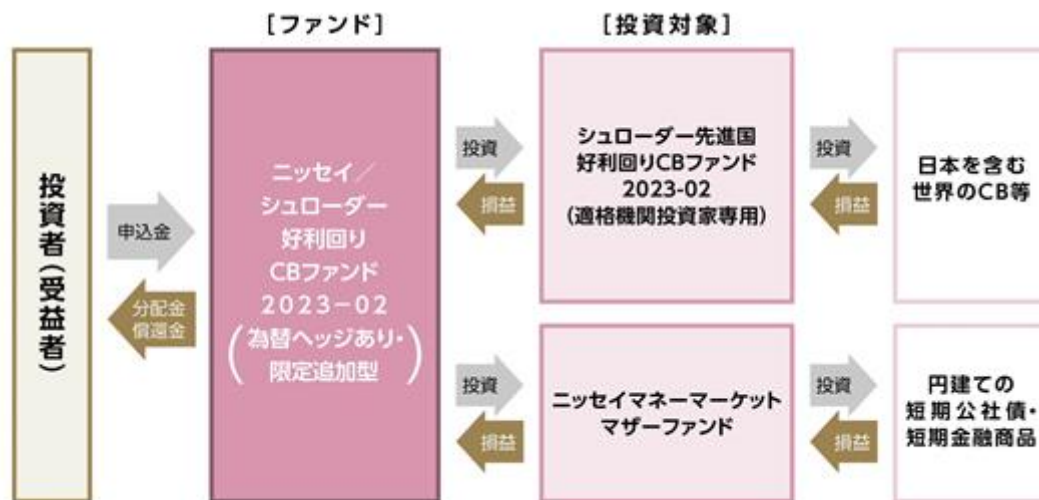 [ファンド]
[投資対象]
投資者(受益者)
申込金
分配金
償還金
ニッセイ／
シュローダー
好利回り
CBファンド
2023－02
(為替ヘッジあり・
限定追加型)
投資
損益
シュローダー先進国
好利回りCBファンド
2023-02
(適格機関投資家専用)
投資
損益
日本を含む
世界のCB等
投資
損益
ニッセイマネーマーケット
マザーファンド
投資
損益
円建ての
短期公社債・
短期金融商品